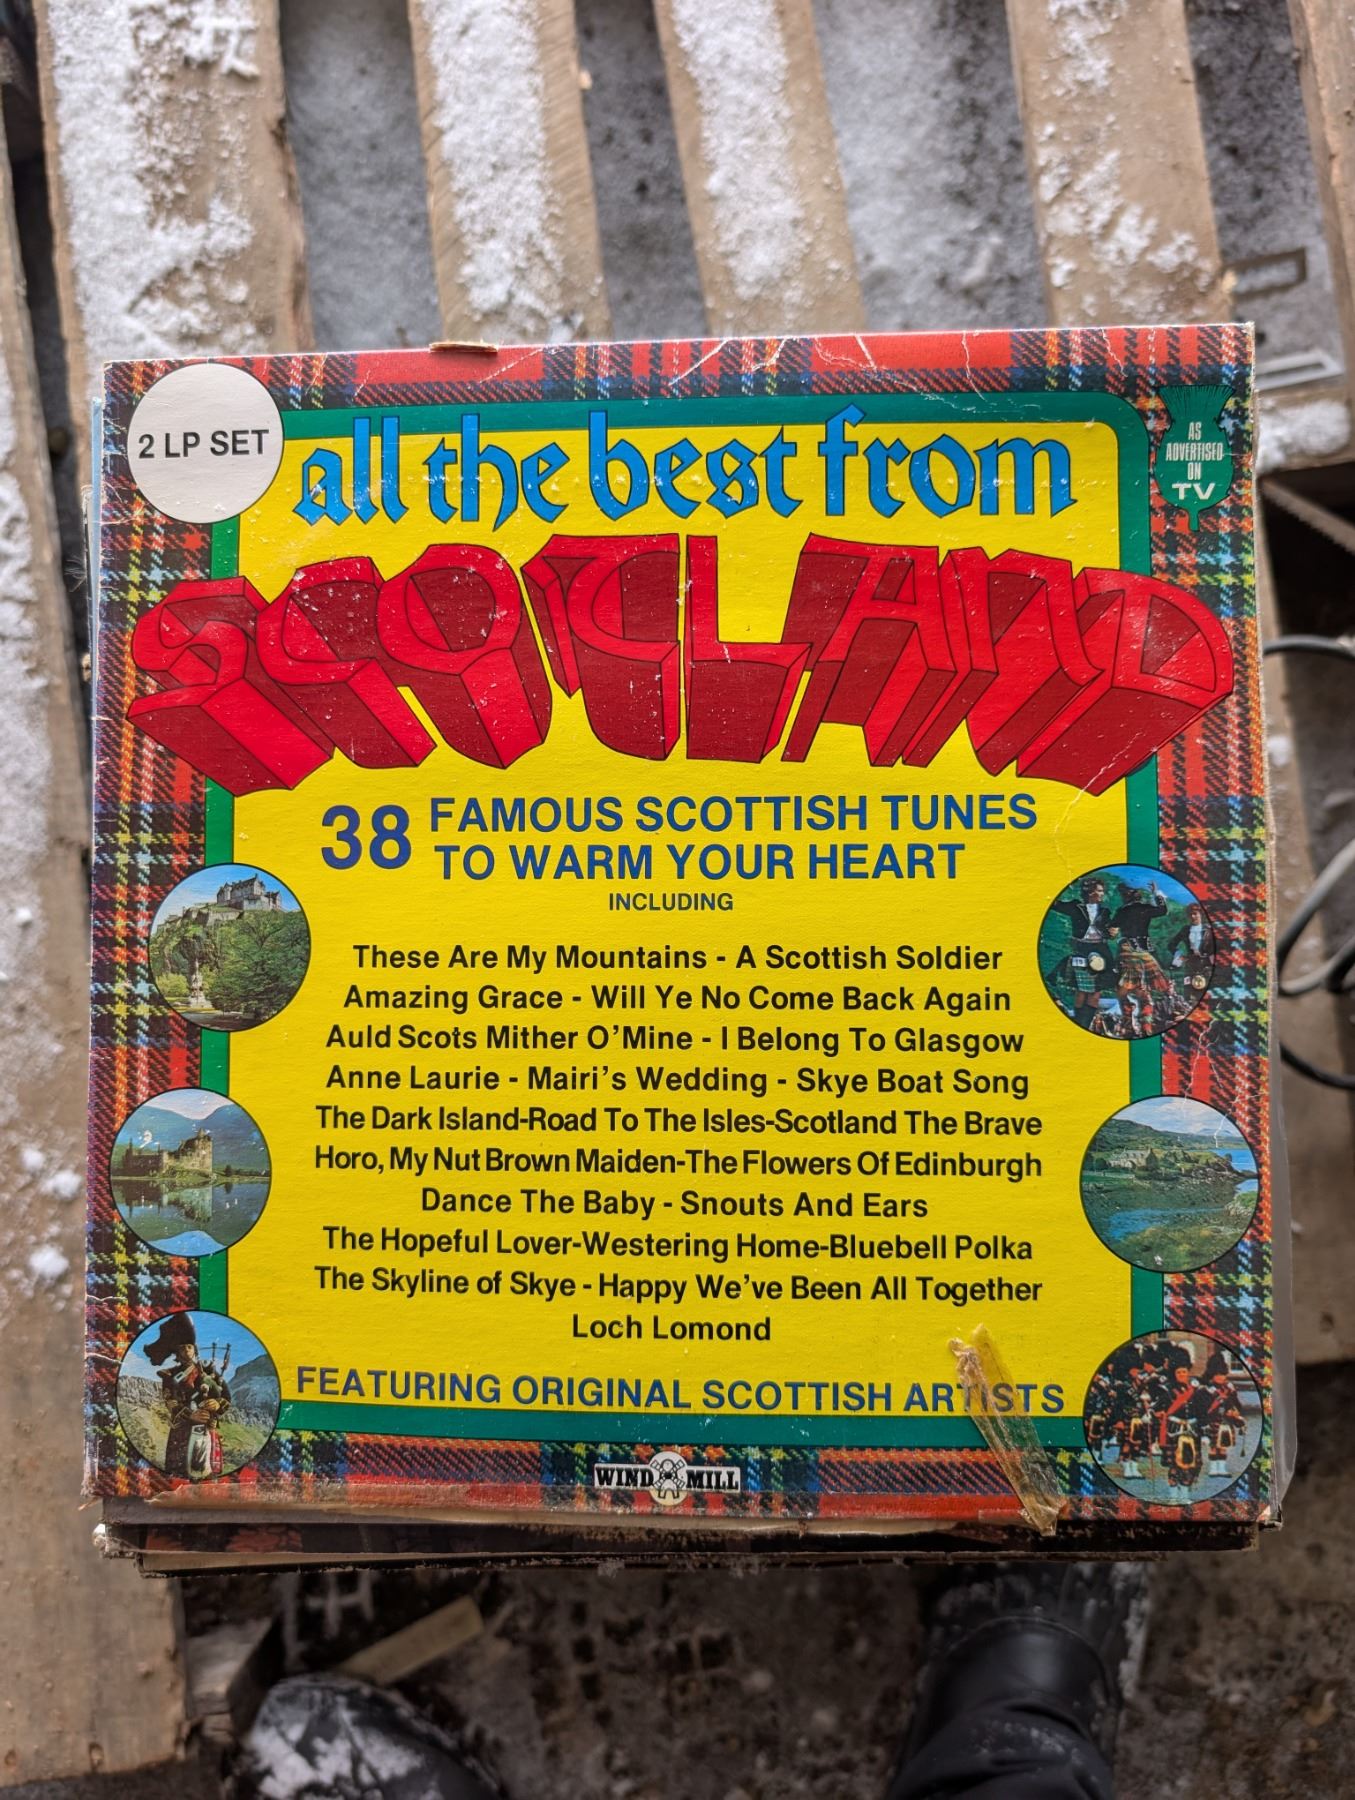 2 LP SET
all the best from
AS
ADVERTISED
ON
TV
SCOTLAND
38 FAMOUS SCOTTISH TUNES
TO WARM YOUR HEART
INCLUDING
These Are My Mountains - A Scottish Soldier
Amazing Grace - Will Ye No Come Back Again
Auld Scots Mither O'Mine - I Belong To Glasgow
Anne Laurie - Mairi's Wedding - Skye Boat Song
The Dark Island-Road To The Isles-Scotland The Brave
Horo, My Nut Brown Maiden-The Flowers Of Edinburgh
Dance The Baby - Snouts And Ears
The Hopeful Lover-Westering Home-Bluebell Polka
The Skyline of Skye - Happy We've Been All Together
Loch Lomond
FEATURING ORIGINAL SCOTTISH ARTISTS
WIND MILL